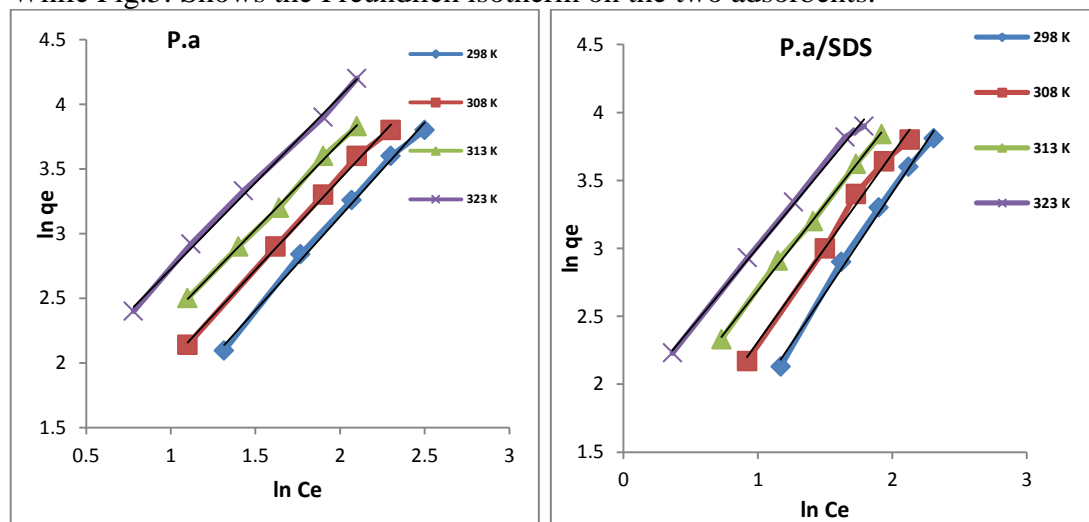 While Fig.5. Shows the Freundlich isotherm on the two adsorbents.
P.a
4.5
4
3.5
3
2.5
2
1.5
ln qe
0.5
1
1.5
2
2.5
3
ln Ce
298 K
308 K
313 K
323 K
P.a/SDS
4.5
4
3.5
3
2.5
2
1.5
ln qe
0
1
2
3
ln Ce
298 K
308 K
313 K
323 K